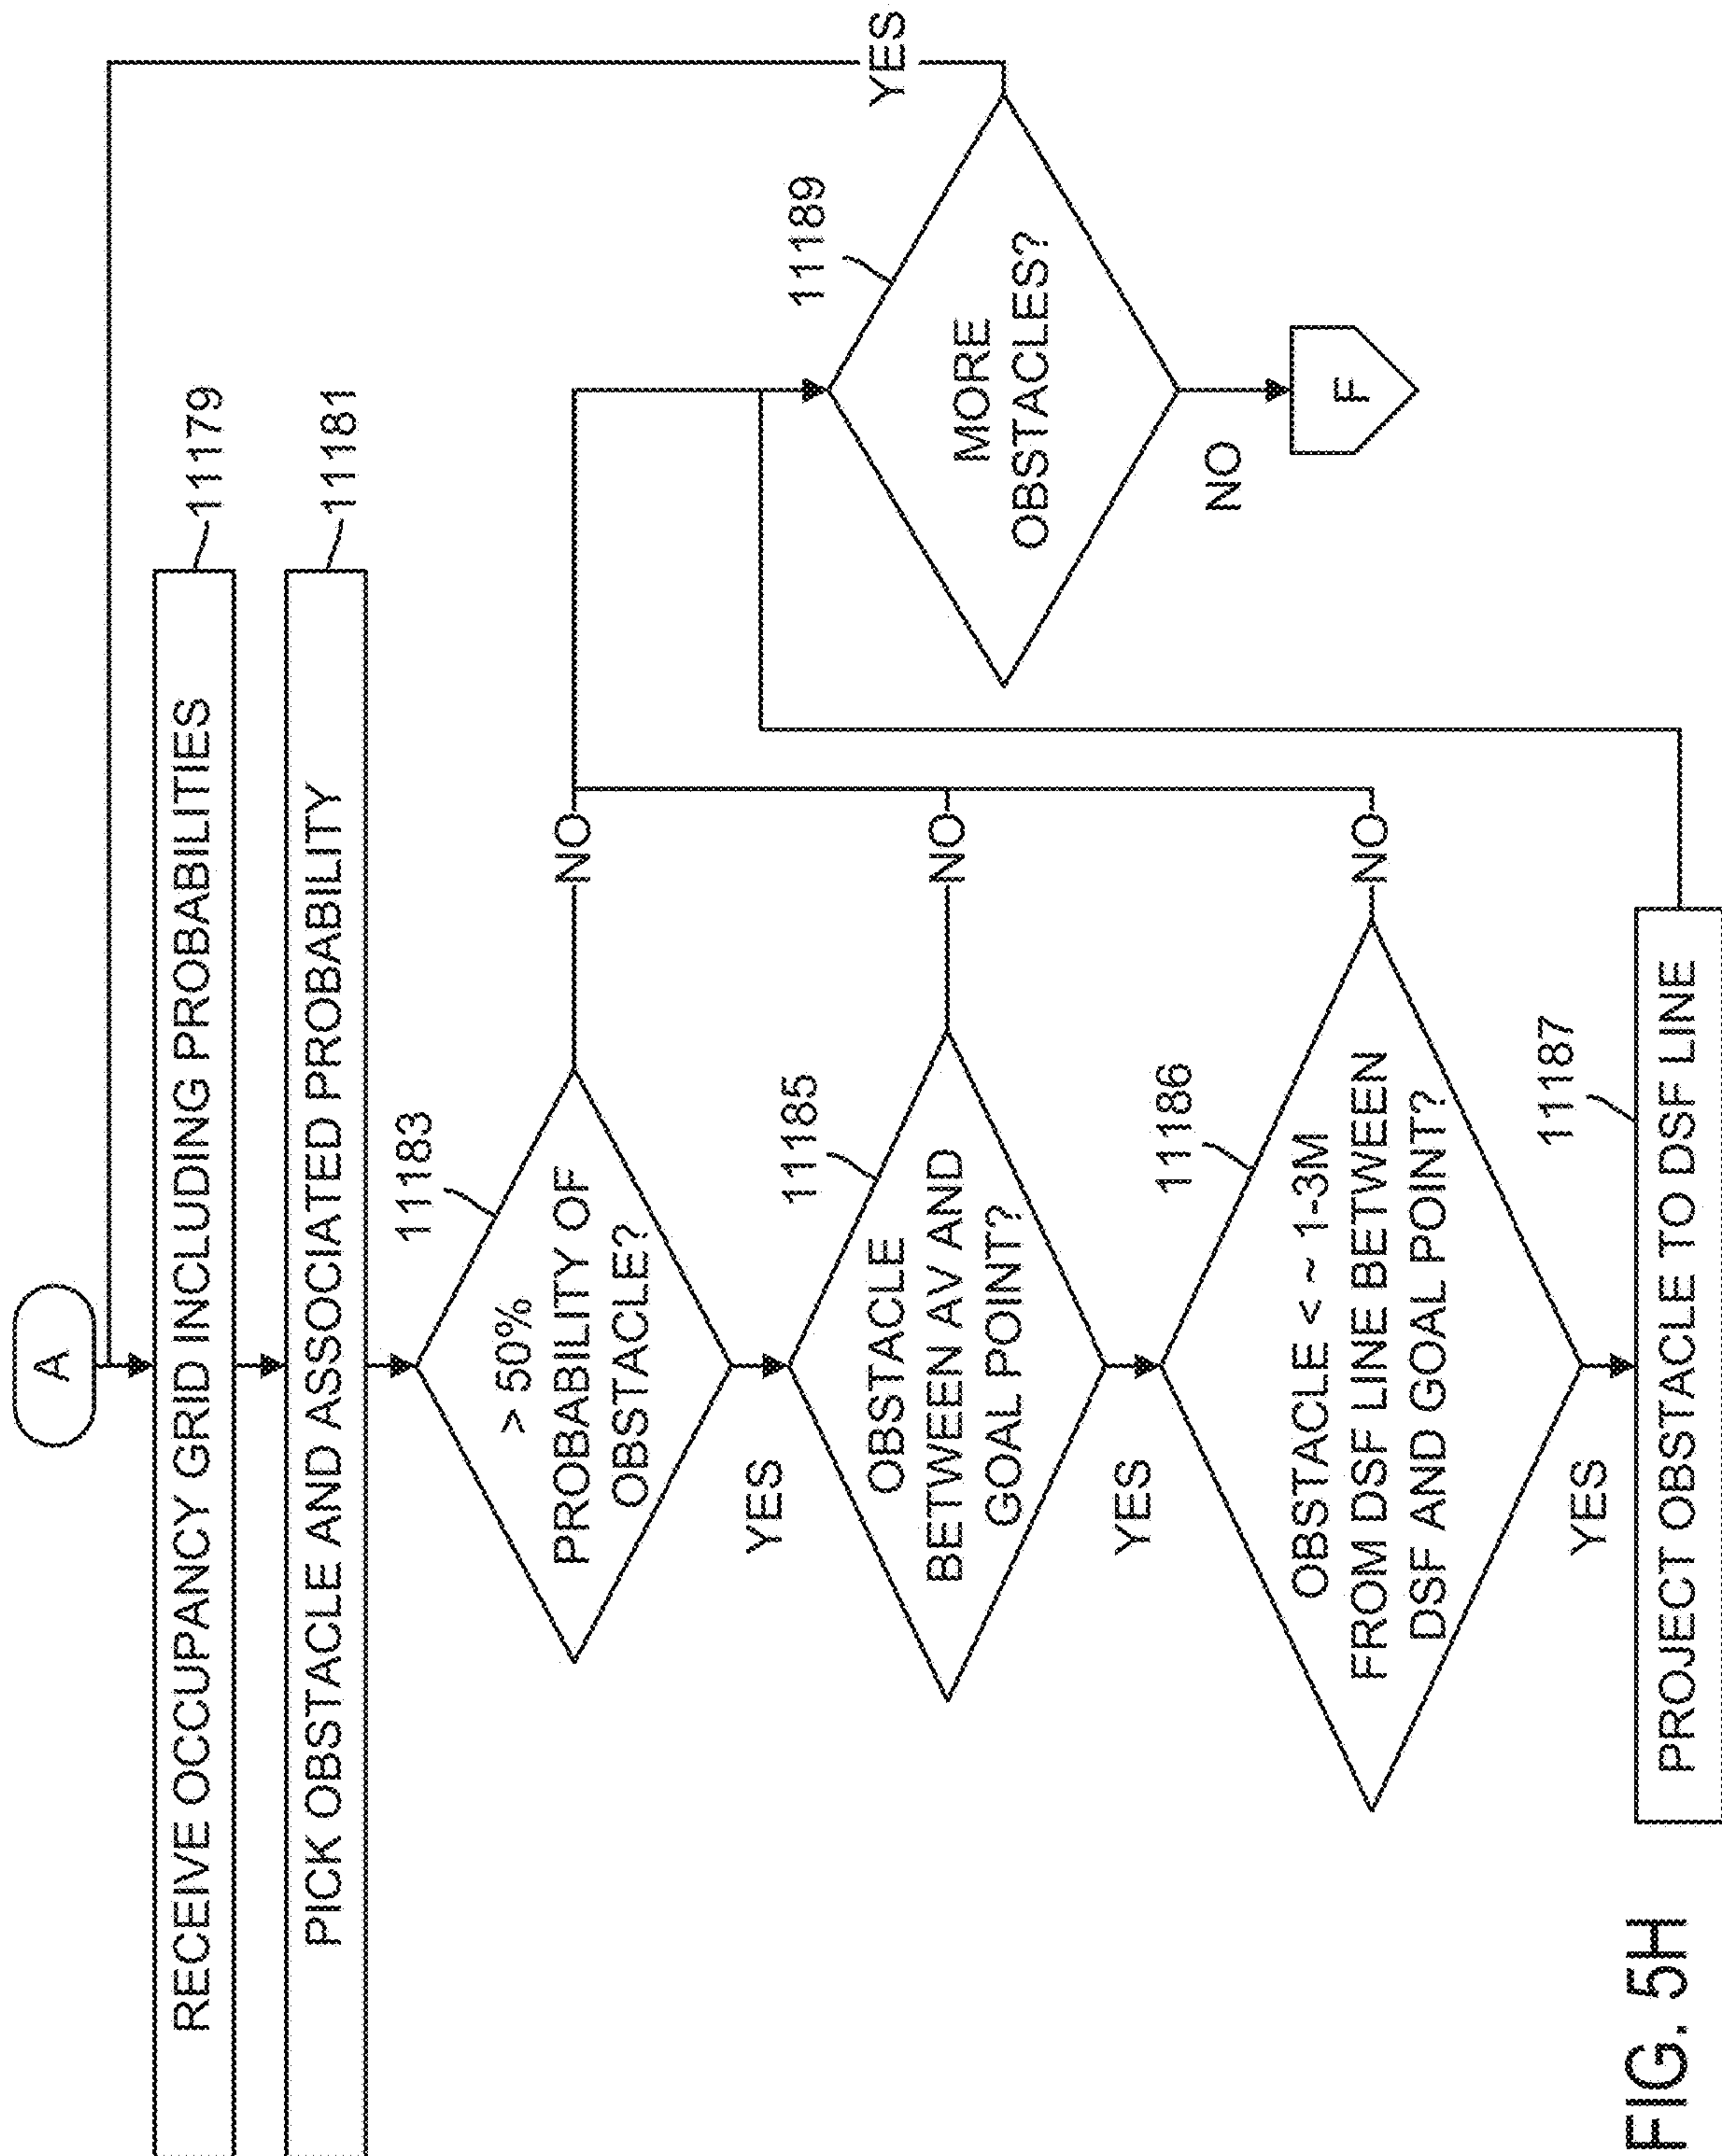 A
RECEIVE OCCUPANCY GRID INCLUDING PROBABILITIES
11179
PICK OBSTACLE AND ASSOCIATED PROBABILITY
11181
11183
> 50%
PROBABILITY OF
OBSTACLE?
NO
YES
11185
OBSTACLE
BETWEEN AV AND
GOAL POINT?
NO
YES
11186
OBSTACLE < ~ 1-3M
FROM DSF LINE BETWEEN
DSF AND GOAL POINT?
NO
YES
11187
PROJECT OBSTACLE TO DSF LINE
11189
MORE
OBSTACLES?
YES
NO
F
FIG. 5H